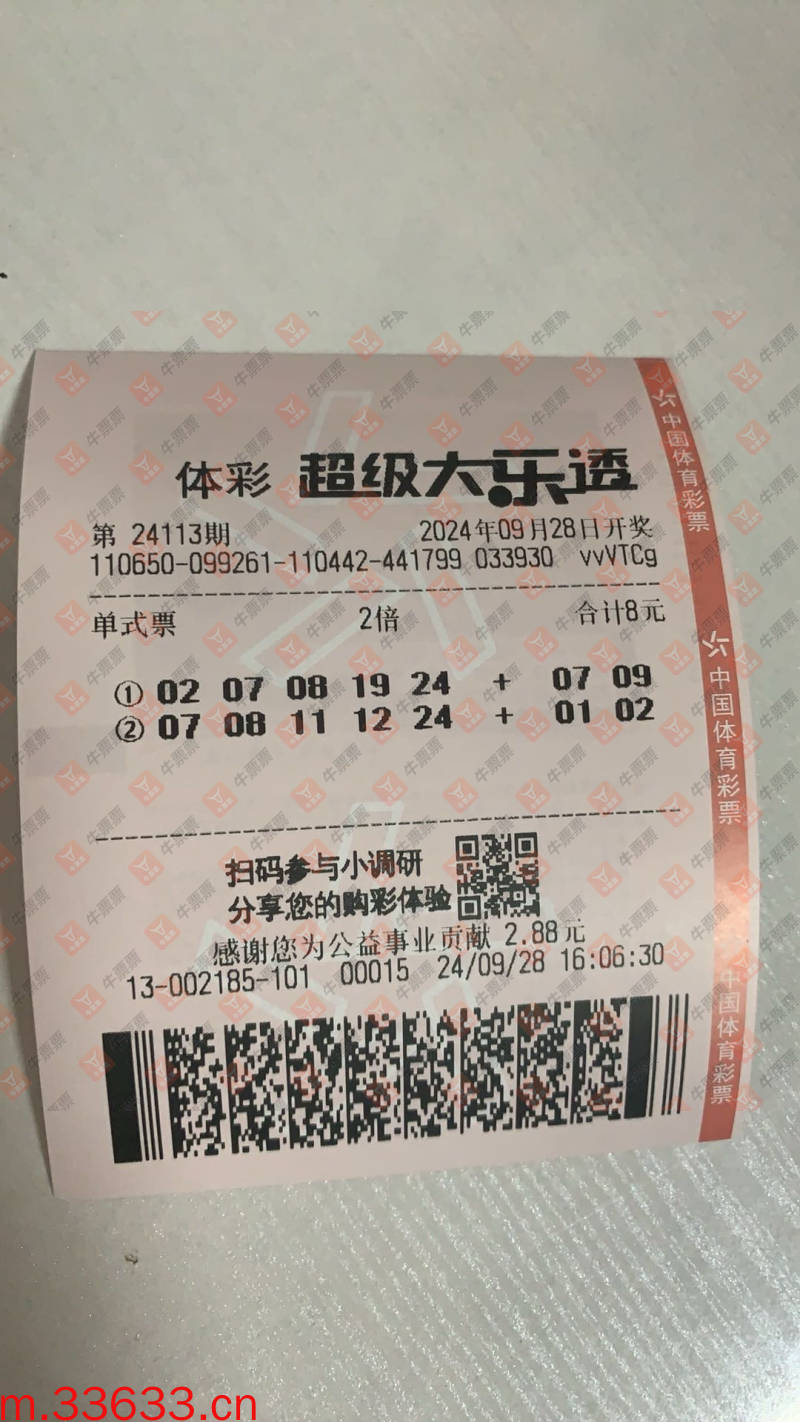 体彩 超级大乐透
第 24113期 2024年09月28日开奖
110650-099261-110442-441799 033930 vvVTCg
单式票 2倍 合计8元
① 02 07 08 19 24 + 07 09
② 07 08 11 12 24 + 01 02
扫码参与小调研
分享您的购彩体验
感谢您为公益事业贡献 2.88元
13-002185-101 00015 24/09/28 16:06:30
中国体育彩票
中国体育彩票
中国体育彩票
牛票票
m.33633.cn